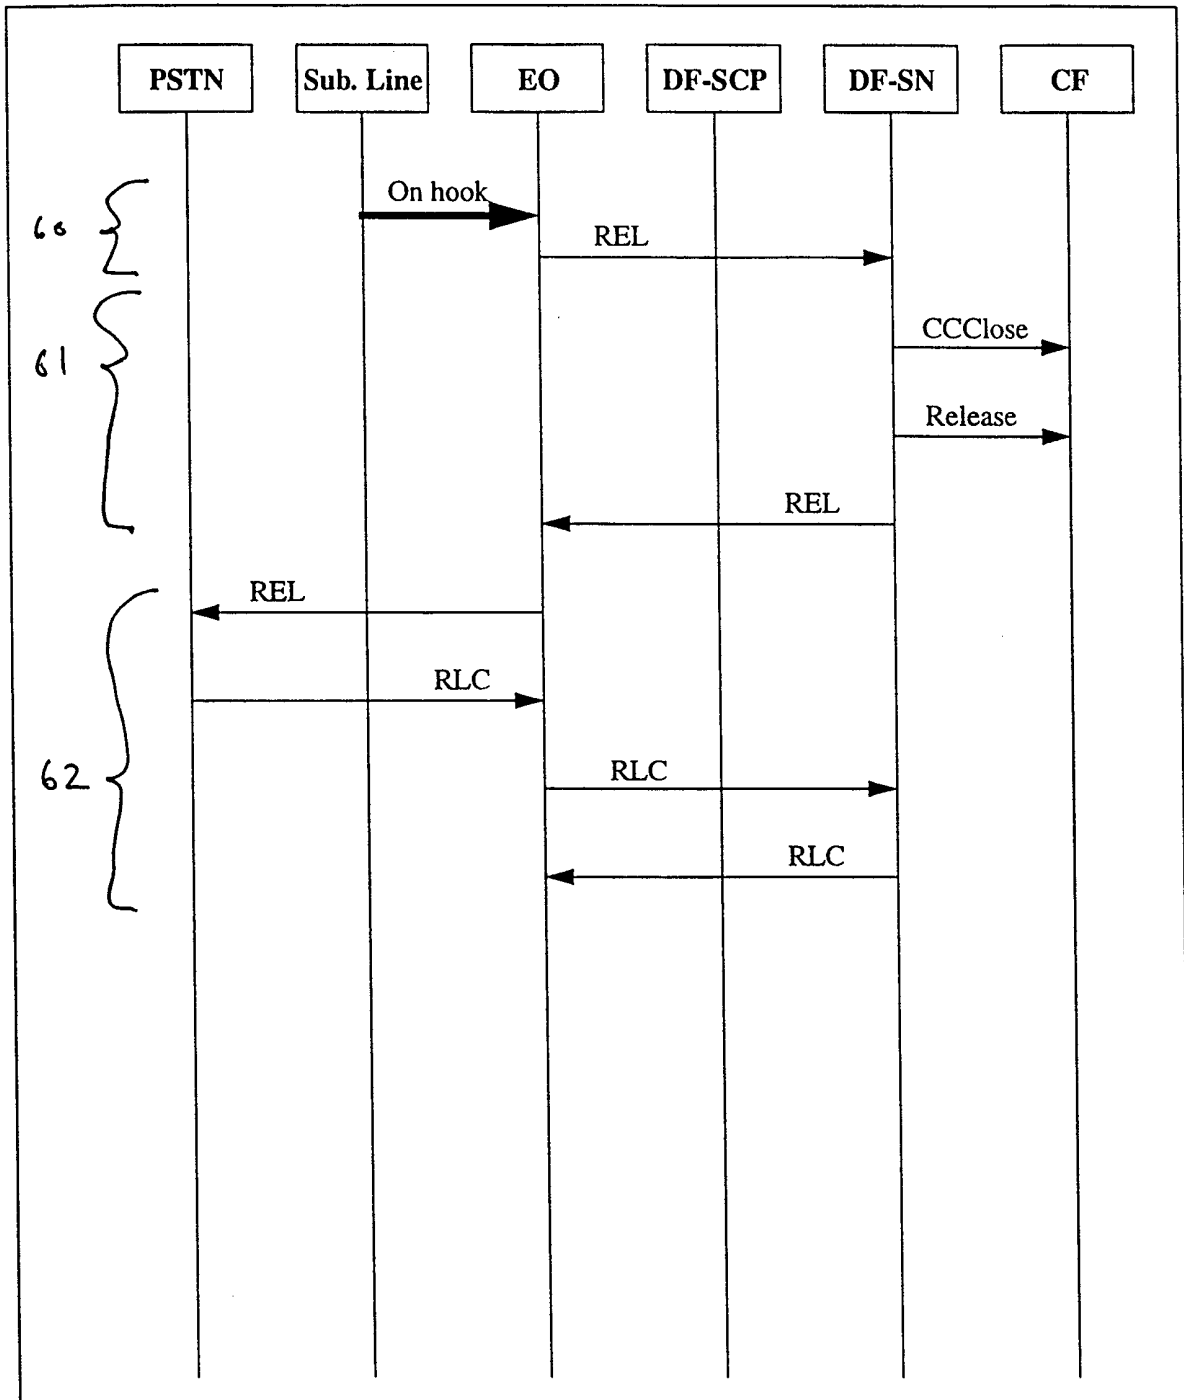 PSTN Sub. Line EO DF-SCP DF-SN CF
On hook
60
REL
CCClose
61
Release
REL
REL
RLC
62
RLC
RLC